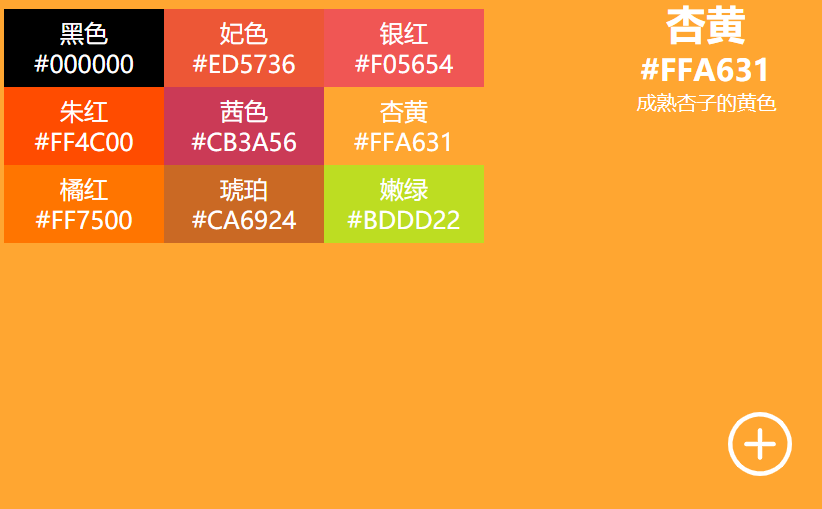 黑色
#000000
妃色
#ED5736
银红
#F05654
朱红
#FF4C00
茜色
#CB3A56
杏黄
#FFA631
橘红
#FF7500
琥珀
#CA6924
嫩绿
#BDDD22
杏黄
#FFA631
成熟杏子的黄色